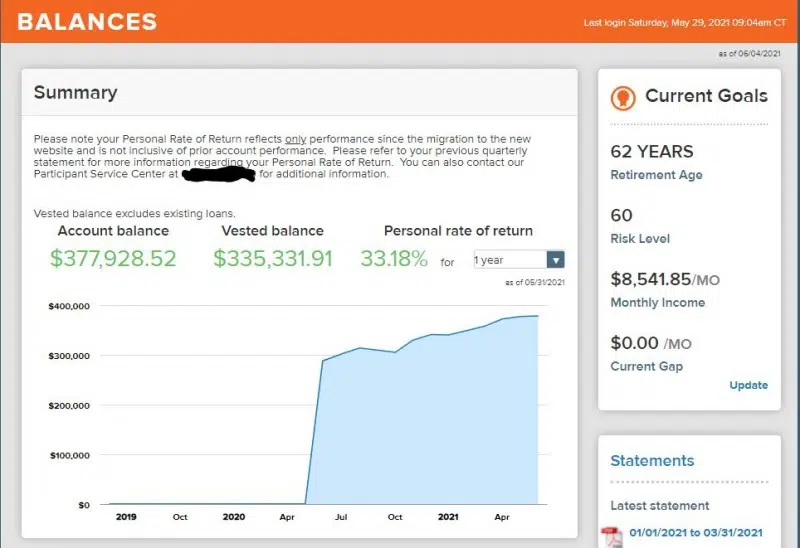 BALANCES
Last login Saturday, May 29, 2021 09:04am CT
as of 06/04/2021
Summary
Please note your Personal Rate of Return reflects only performance since the migration to the new
website and is not inclusive of prior account performance. Please refer to your previous quarterly
statement for more information regarding your Personal Rate of Return. You can also contact our
Participant Service Center at for additional information.
Vested balance excludes existing loans.
Account balance Vested balance Personal rate of return
$377,928.52 $335,331.91 33.18% for 1 year
as of 05/31/2021
$400,000
$300,000
$200,000
$100,000
$0
2019 Oct 2020 Apr Jul Oct 2021 Apr
Current Goals
62 YEARS
Retirement Age
60
Risk Level
$8,541.85/MO
Monthly Income
$0.00 /MO
Current Gap
Update
Statements
Latest statement
01/01/2021 to 03/31/2021